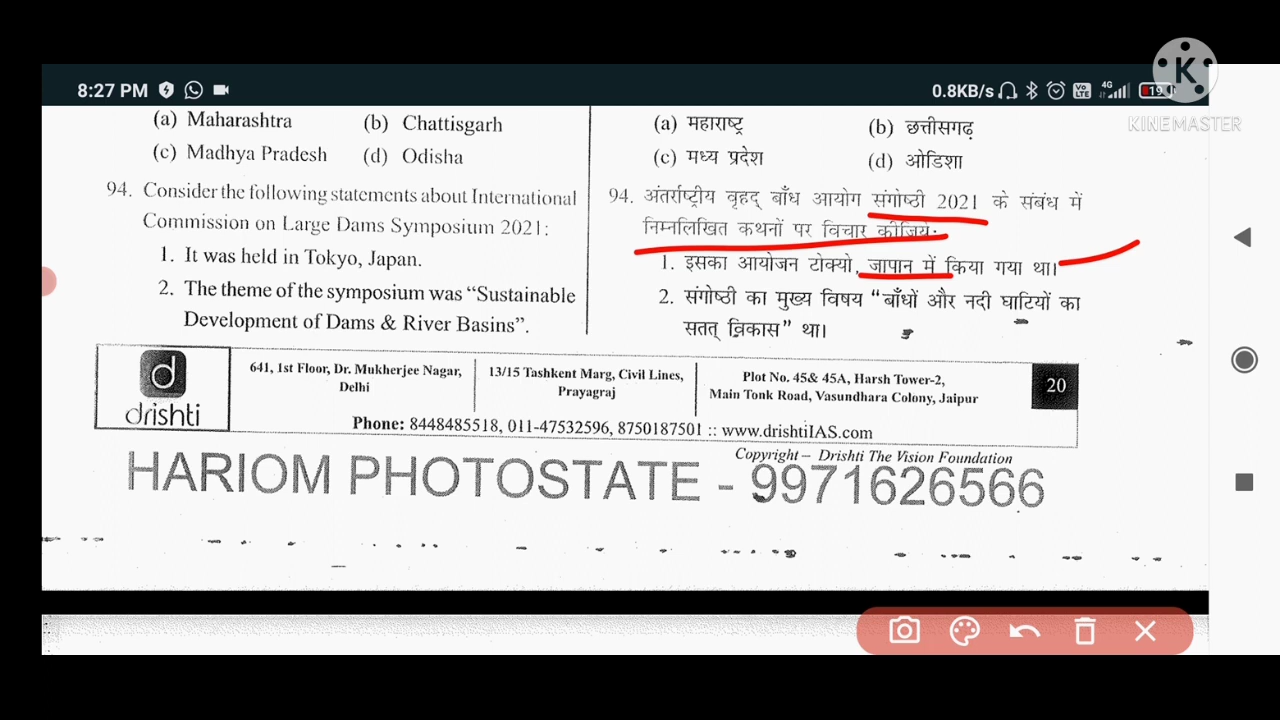 8:27 PM
0.8KB/s
4G
19
K
KINEMASTER
(a) Maharashtra (b) Chattisgarh
(c) Madhya Pradesh (d) Odisha
94. Consider the following statements about International
Commission on Large Dams Symposium 2021:
1. It was held in Tokyo, Japan.
2. The theme of the symposium was “Sustainable
Development of Dams & River Basins”.
(a) महाराष्ट्र (b) छत्तीसगढ़
(c) मध्य प्रदेश (d) ओडिशा
94. अंतर्राष्ट्रीय वृहद् बाँध आयोग संगोष्ठी 2021 के संबंध में
निम्नलिखित कथनों पर विचार कीजिये:
1. इसका आयोजन टोक्यो, जापान में किया गया था।
2. संगोष्ठी का मुख्य विषय “बाँधों और नदी घाटियों का
सतत् विकास” था।
drishti
641, 1st Floor, Dr. Mukherjee Nagar,
Delhi
13/15 Tashkent Marg, Civil Lines,
Prayagraj
Plot No. 45& 45A, Harsh Tower-2,
Main Tonk Road, Vasundhara Colony, Jaipur
20
Phone: 8448485518, 011-47532596, 8750187501 :: www.drishtiIAS.com
Copyright – Drishti The Vision Foundation
HARIOM PHOTOSTATE - 9971626566